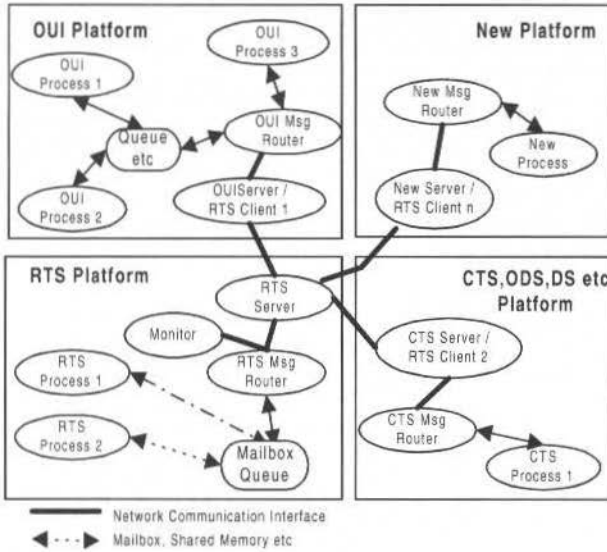 OUI Platform
OUI
Process 1
OUI
Process 3
Queue
etc
OUI Msg
Router
OUI
Process 2
OUIServer /
RTS Client 1
New Platform
New Msg
Router
New
Process
New Server /
RTS Client n
RTS Platform
RTS
Server
Monitor
RTS
Process 1
RTS Msg
Router
RTS
Process 2
Mailbox
Queue
CTS,ODS,DS etc
Platform
CTS Server /
RTS Client 2
CTS Msg
Router
CTS
Process 1
Network Communication Interface
Mailbox, Shared Memory etc